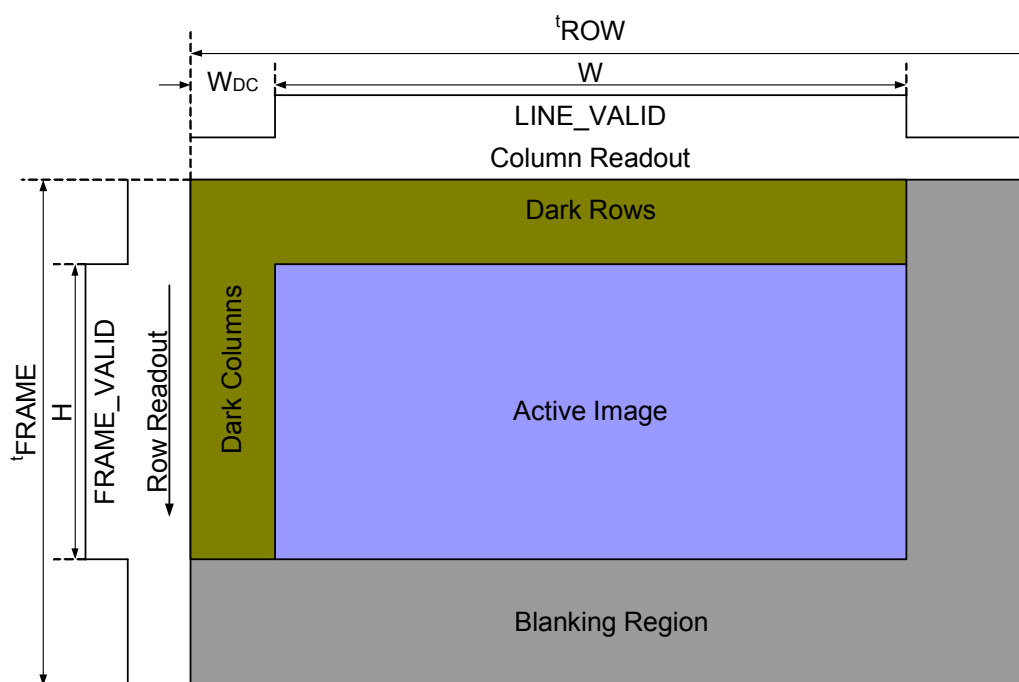 tROW
WDC
W
LINE_VALID
Column Readout
Dark Rows
tFRAME
H
FRAME_VALID
Row Readout
Dark Columns
Active Image
Blanking Region